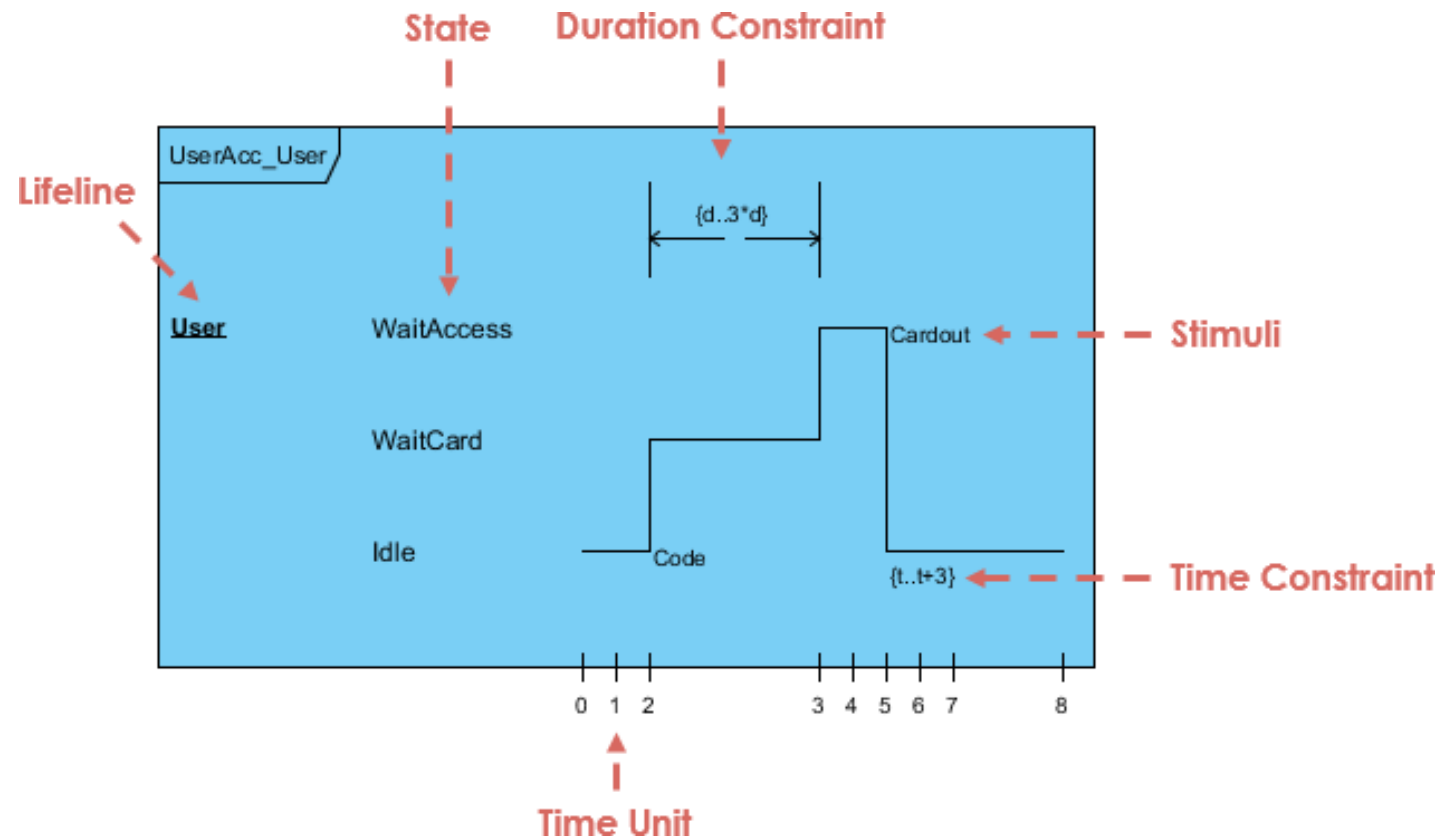 State
Duration Constraint
UserAcc_User
Lifeline
{d..3*d}
User
WaitAccess
Cardout
Stimuli
WaitCard
Idle
Code
{t..t+3}
Time Constraint
0 1 2 3 4 5 6 7 8
Time Unit